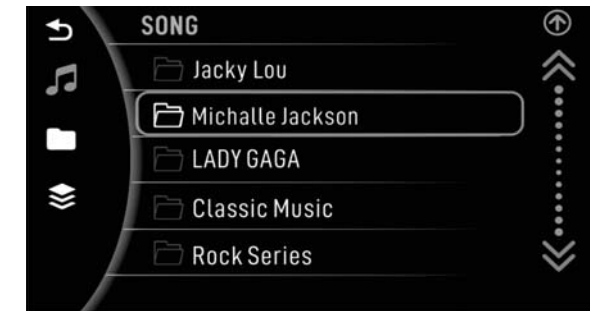 SONG
Jacky Lou
Michalle Jackson
LADY GAGA
Classic Music
Rock Series